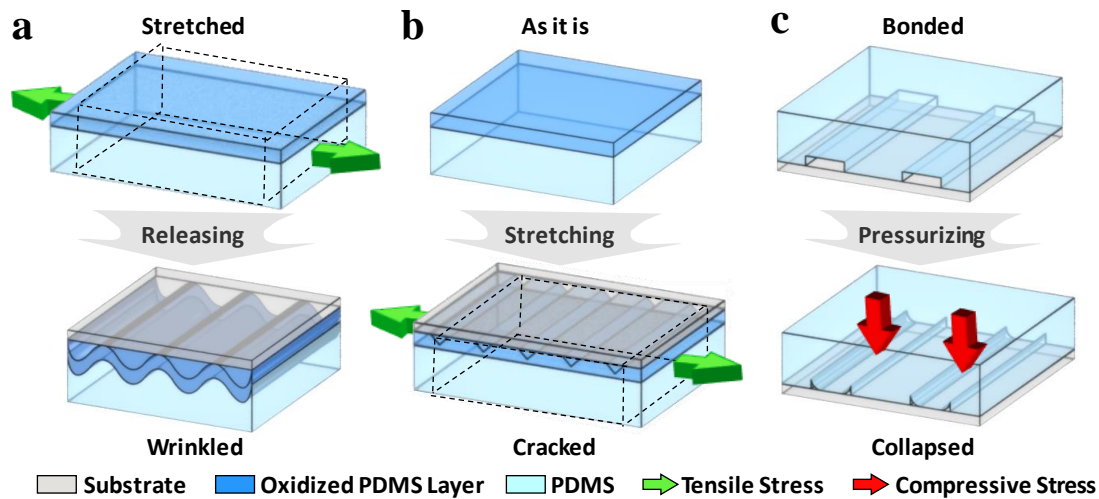 a Stretched
b As it is
c Bonded
Releasing
Stretching
Pressurizing
Wrinkled
Cracked
Collapsed
Substrate
Oxidized PDMS Layer
PDMS
Tensile Stress
Compressive Stress